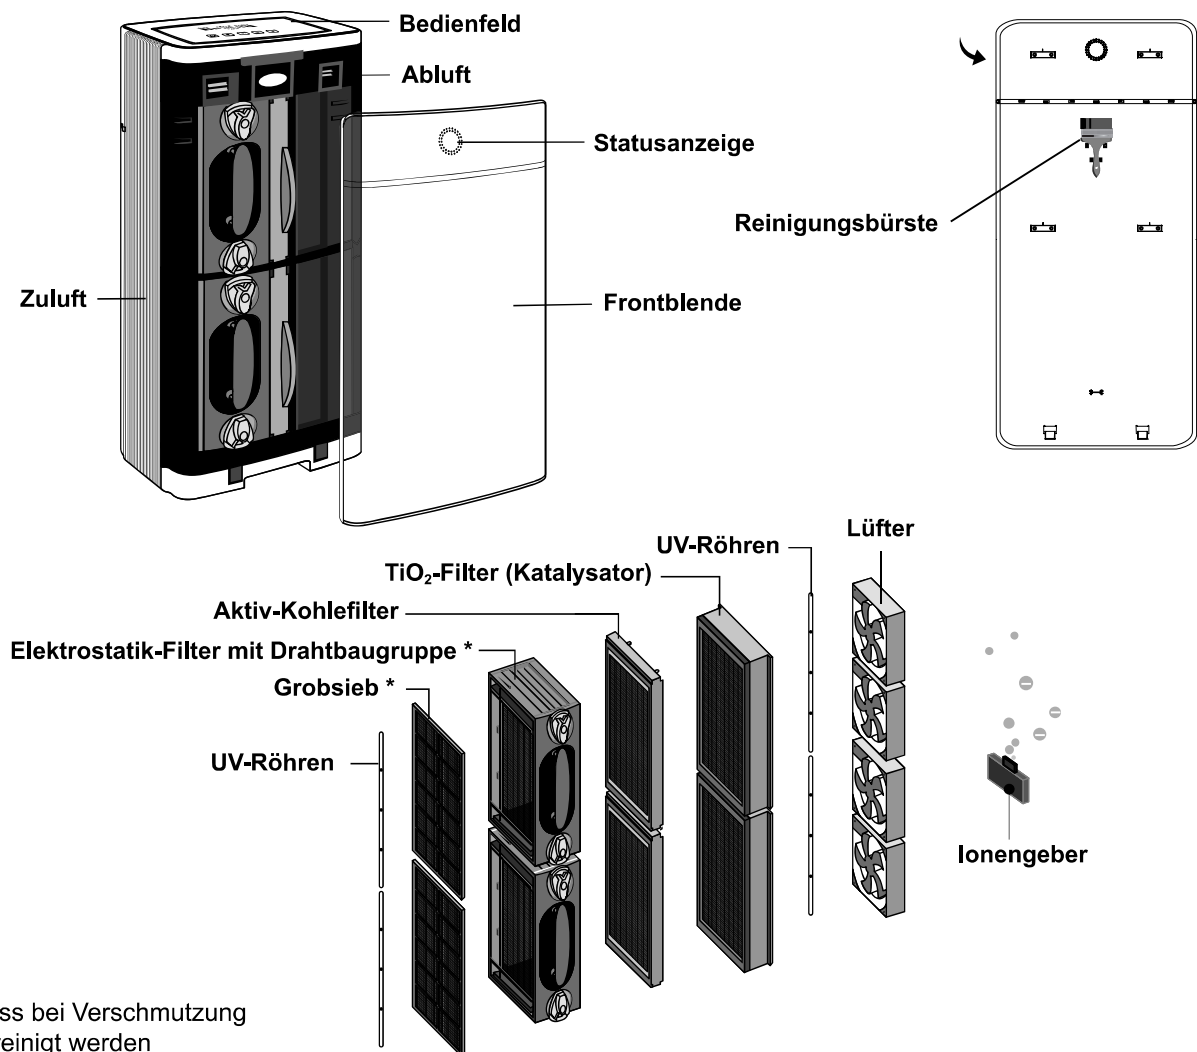 Bedienfeld
Abluft
Statusanzeige
Reinigungsbürste
Zuluft
Frontblende
Lüfter
UV-Röhren
TiO₂-Filter (Katalysator)
Aktiv-Kohlefilter
Elektrostatik-Filter mit Drahtbaugruppe *
Grobsieb *
UV-Röhren
Ionengeber
ss bei Verschmutzung
einigt werden